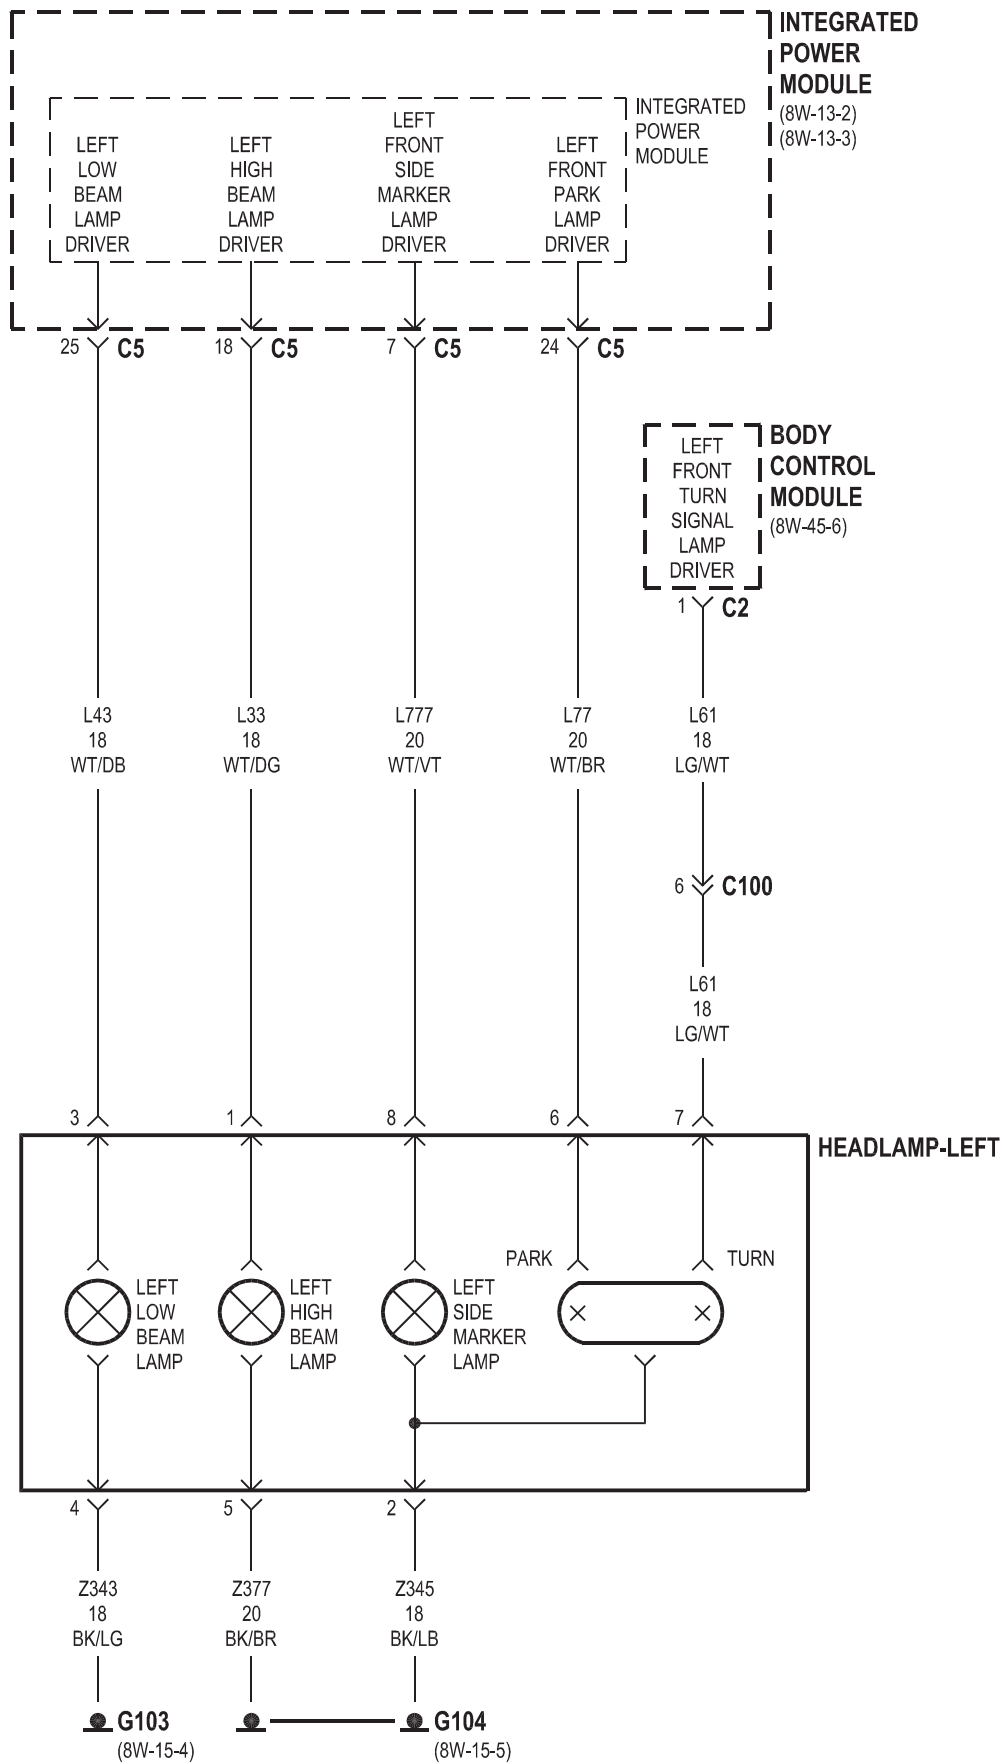 INTEGRATED
POWER
MODULE
(8W-13-2)
(8W-13-3)
INTEGRATED
POWER
MODULE
LEFT
LOW
BEAM
LAMP
DRIVER
LEFT
HIGH
BEAM
LAMP
DRIVER
LEFT
FRONT
SIDE
MARKER
LAMP
DRIVER
LEFT
FRONT
PARK
LAMP
DRIVER
25 C5
18 C5
7 C5
24 C5
LEFT
FRONT
TURN
SIGNAL
LAMP
DRIVER
BODY
CONTROL
MODULE
(8W-45-6)
1 C2
L43
18
WT/DB
L33
18
WT/DG
L777
20
WT/VT
L77
20
WT/BR
L61
18
LG/WT
6 C100
L61
18
LG/WT
3
1
8
6
7
HEADLAMP-LEFT
LEFT
LOW
BEAM
LAMP
LEFT
HIGH
BEAM
LAMP
LEFT
SIDE
MARKER
LAMP
PARK
TURN
4
5
2
Z343
18
BK/LG
Z377
20
BK/BR
Z345
18
BK/LB
G103
(8W-15-4)
G104
(8W-15-5)